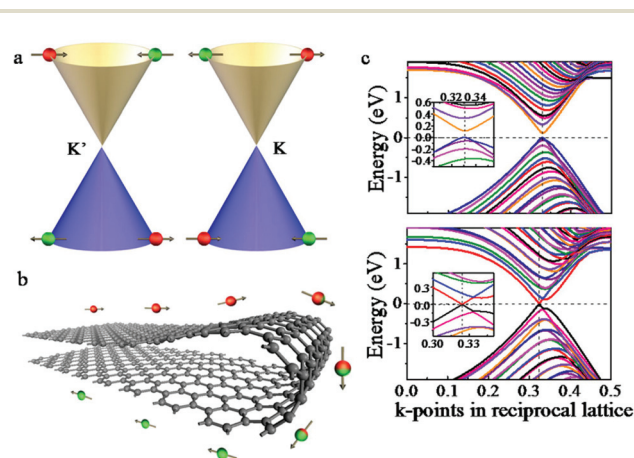 a
K'
K
b
c
0.32 0.34
Energy (eV)
1
0
-1
0.6
0.4
0.2
0.0
-0.2
-0.4
Energy (eV)
1
0
-1
0.3
0.0
-0.3
0.30 0.33
0.0 0.1 0.2 0.3 0.4 0.5
k-points in reciprocal lattice